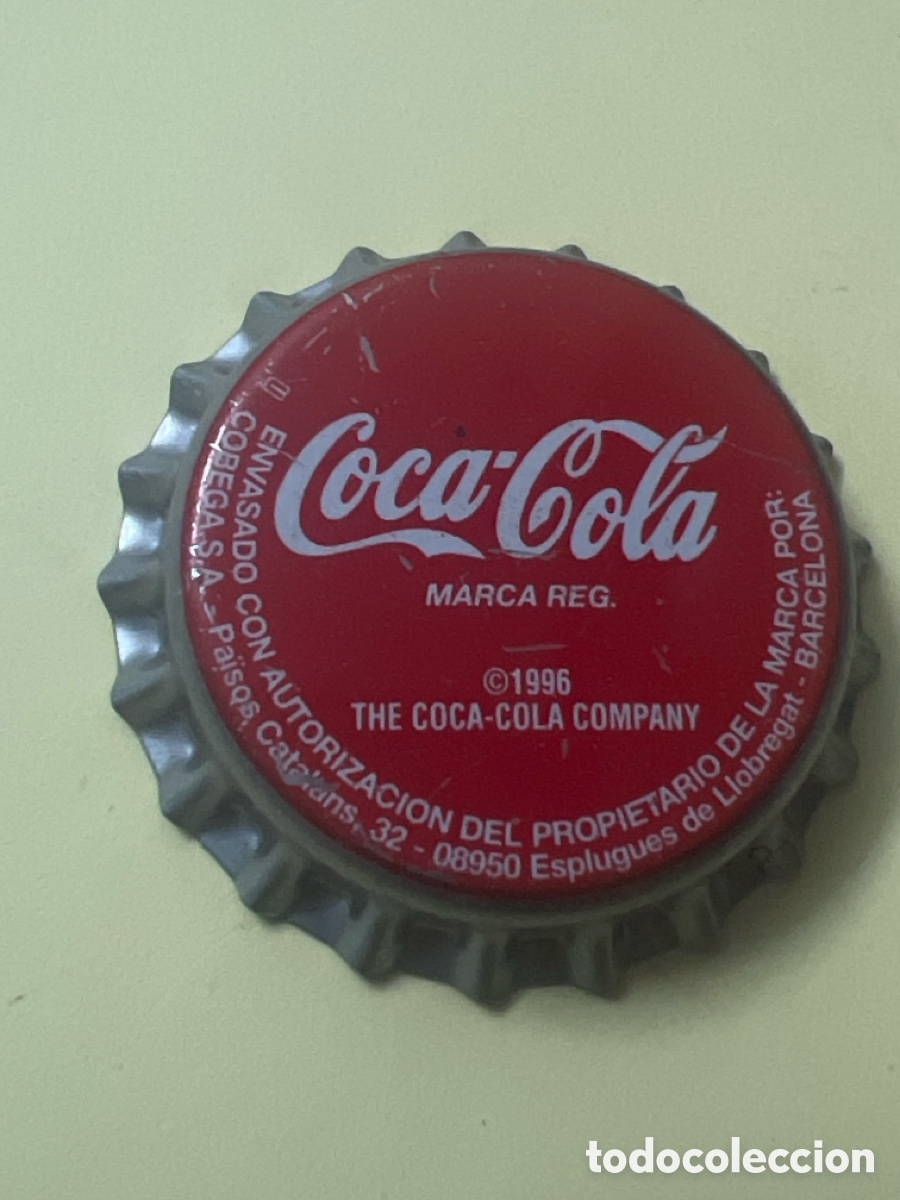 Coca-Cola
MARCA REG.
©1996
THE COCA-COLA COMPANY
ENVASADO CON AUTORIZACION DEL PROPIETARIO DE LA MARCA POR:
COBEGA S.A. - Països Catalans, 32 - 08950 Esplugues de Llobregat - BARCELONA
todocoleccion